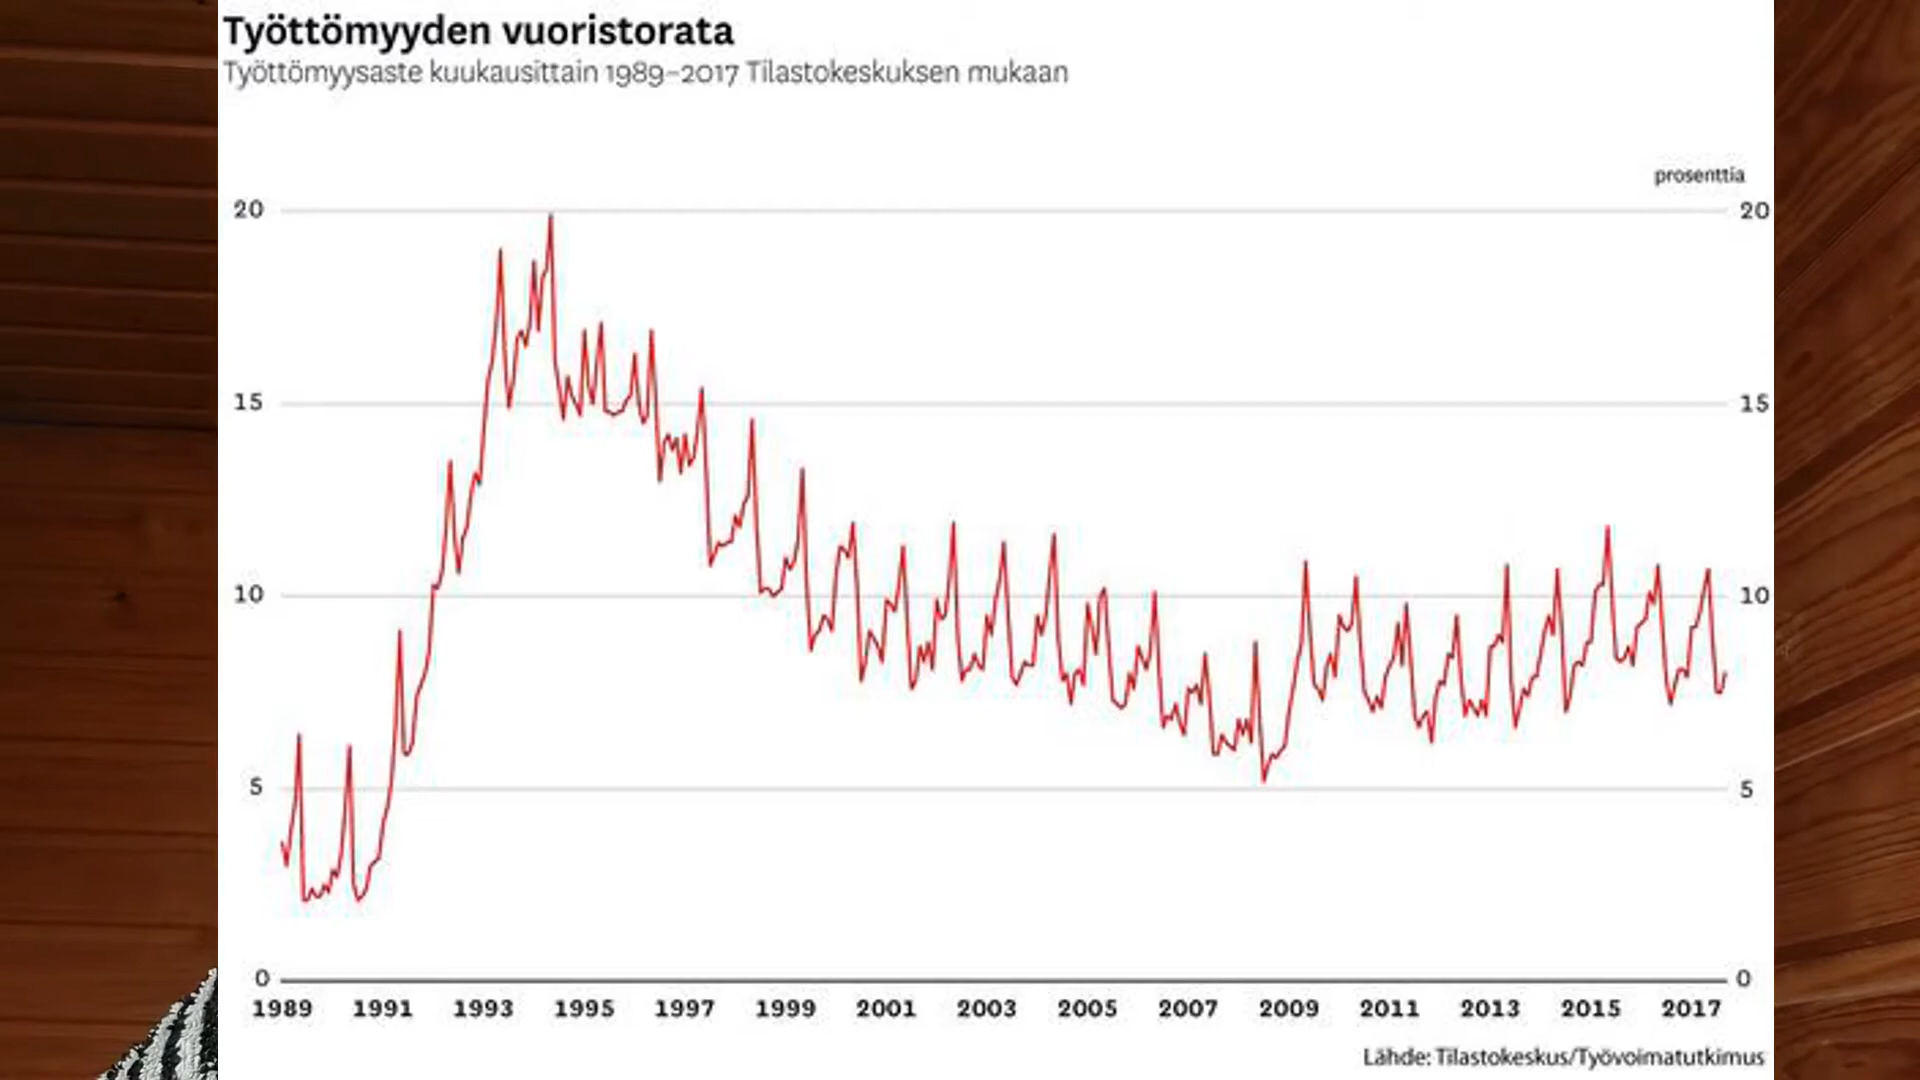 Työttömyyden vuoristorata
Työttömyysaste kuukausittain 1989–2017 Tilastokeskuksen mukaan
prosenttia
20 20
15 15
10 10
5 5
0 0
1989 1991 1993 1995 1997 1999 2001 2003 2005 2007 2009 2011 2013 2015 2017
Lähde: Tilastokeskus/Työvoimatutkimus